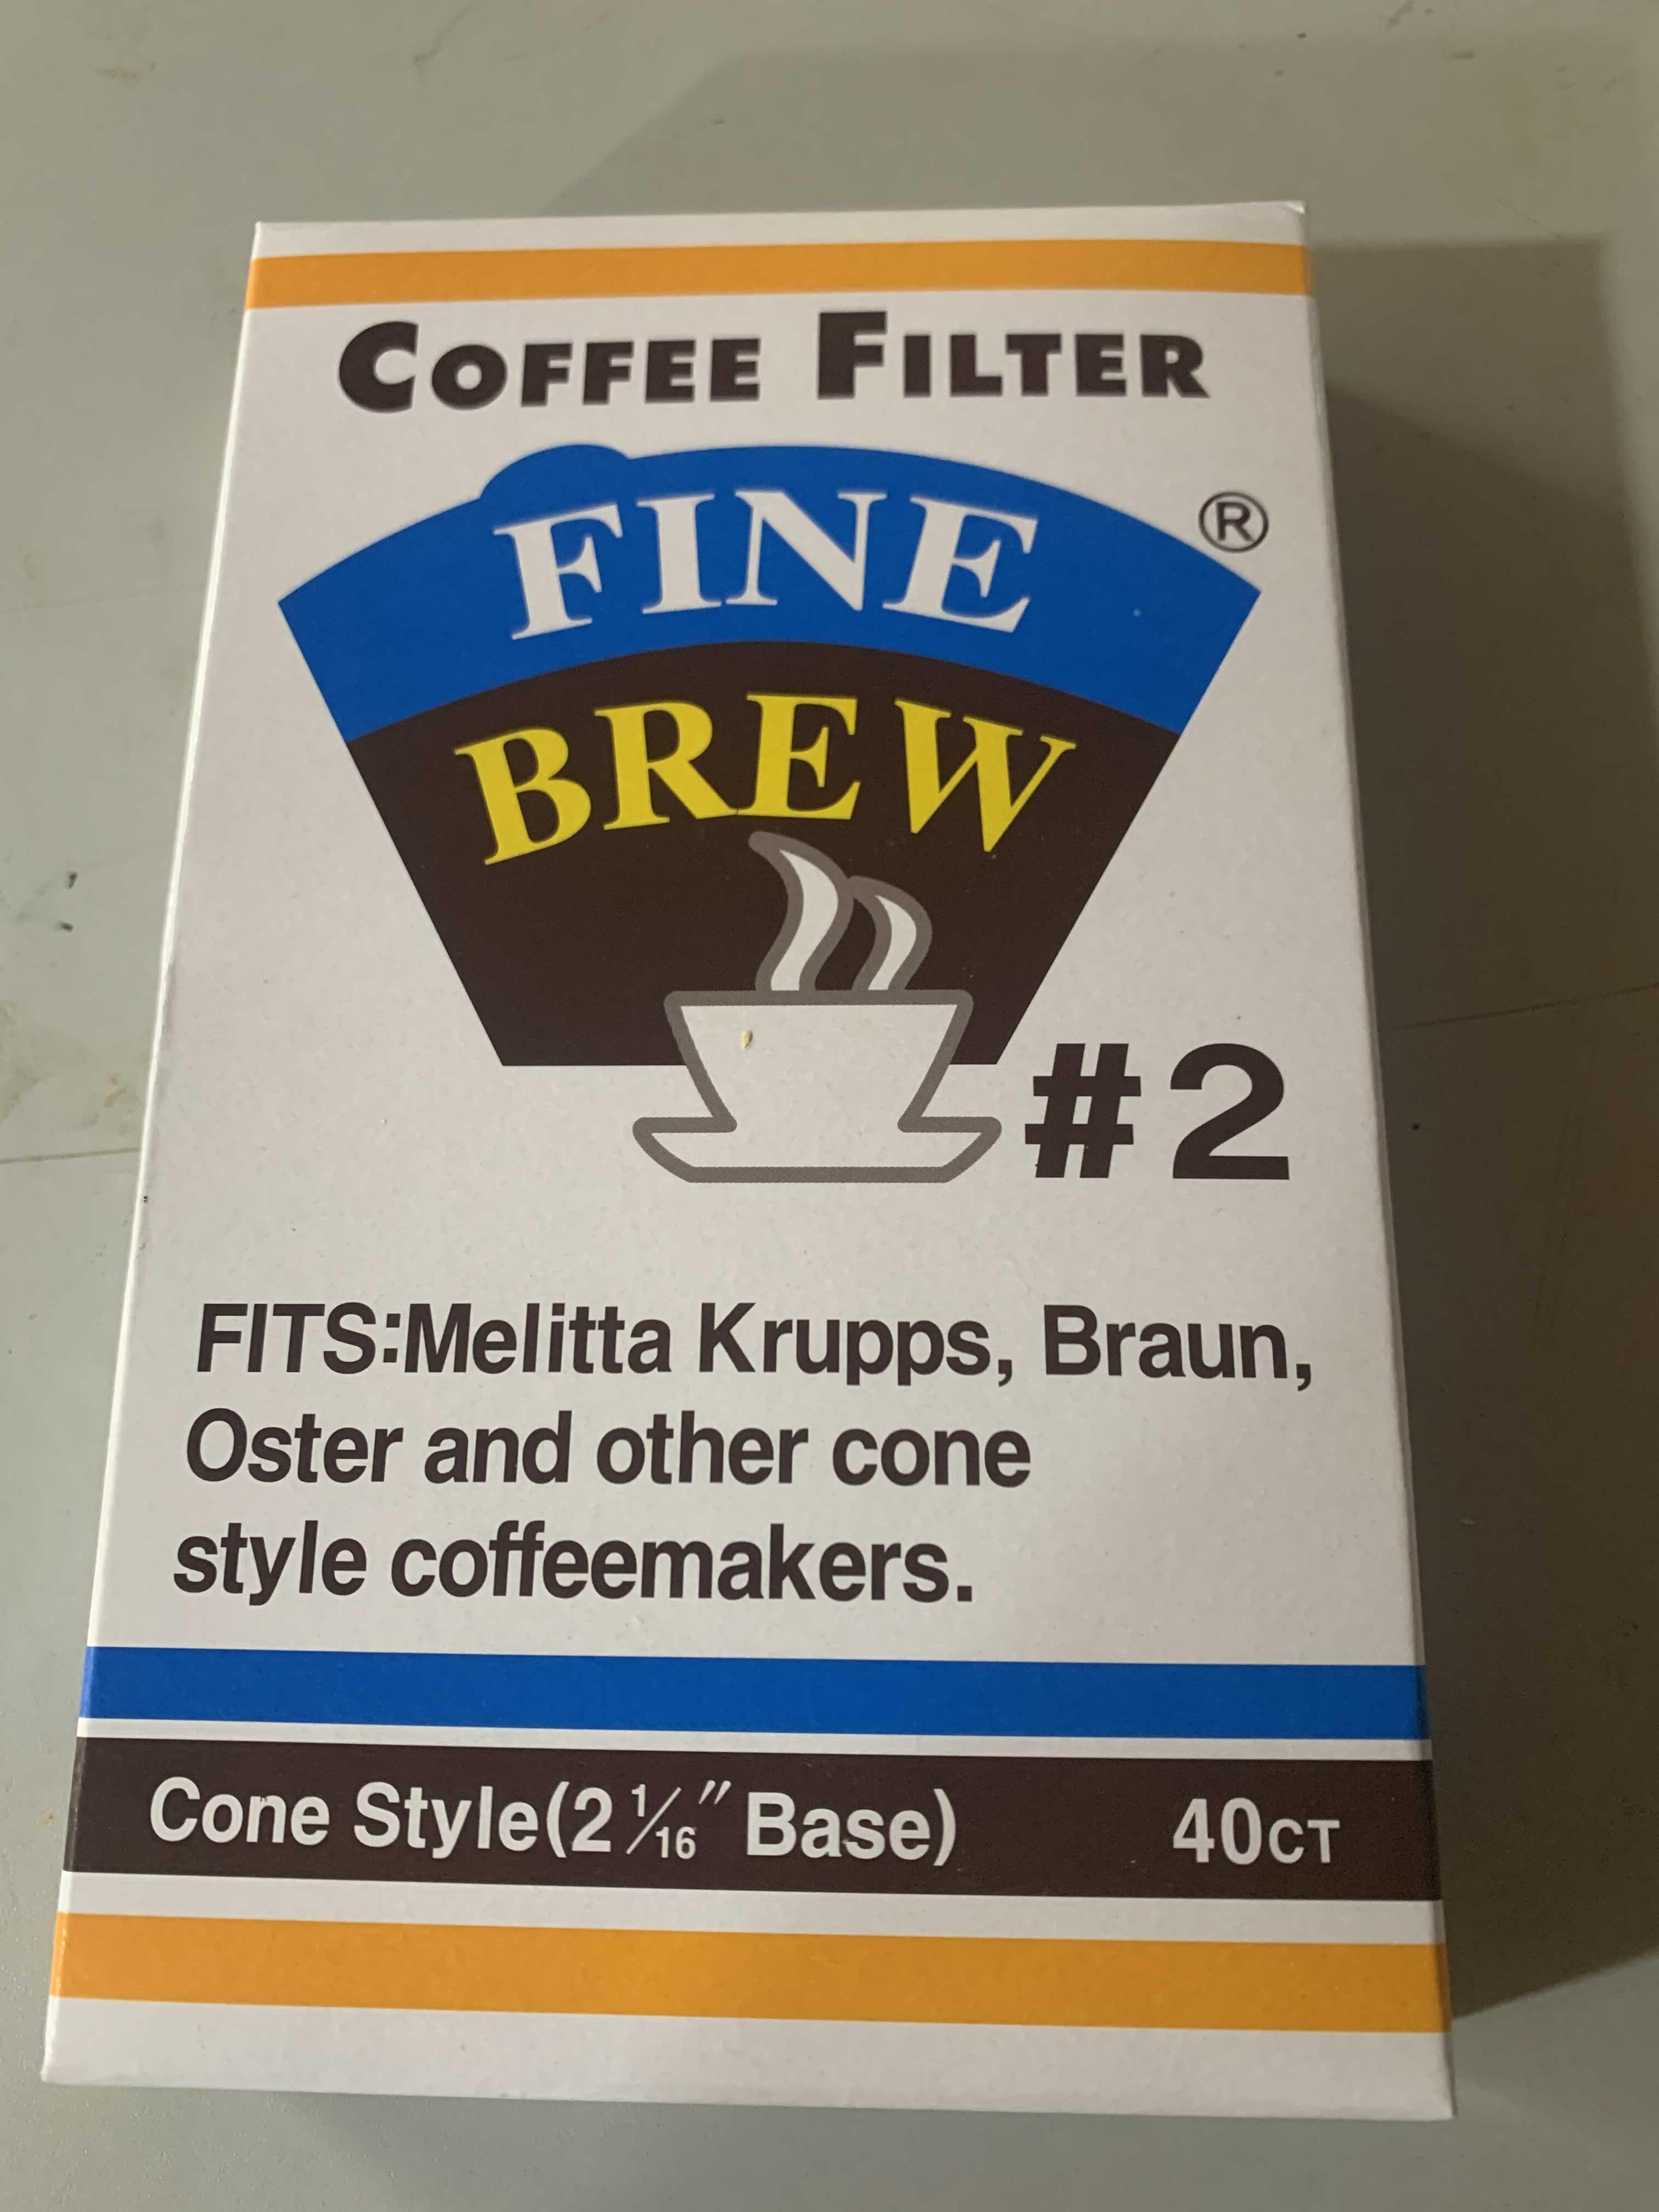 COFFEE FILTER
FINE
®
BREW
#2
FITS:Melitta Krupps, Braun,
Oster and other cone
style coffeemakers.
Cone Style(2 1/16" Base) 40CT